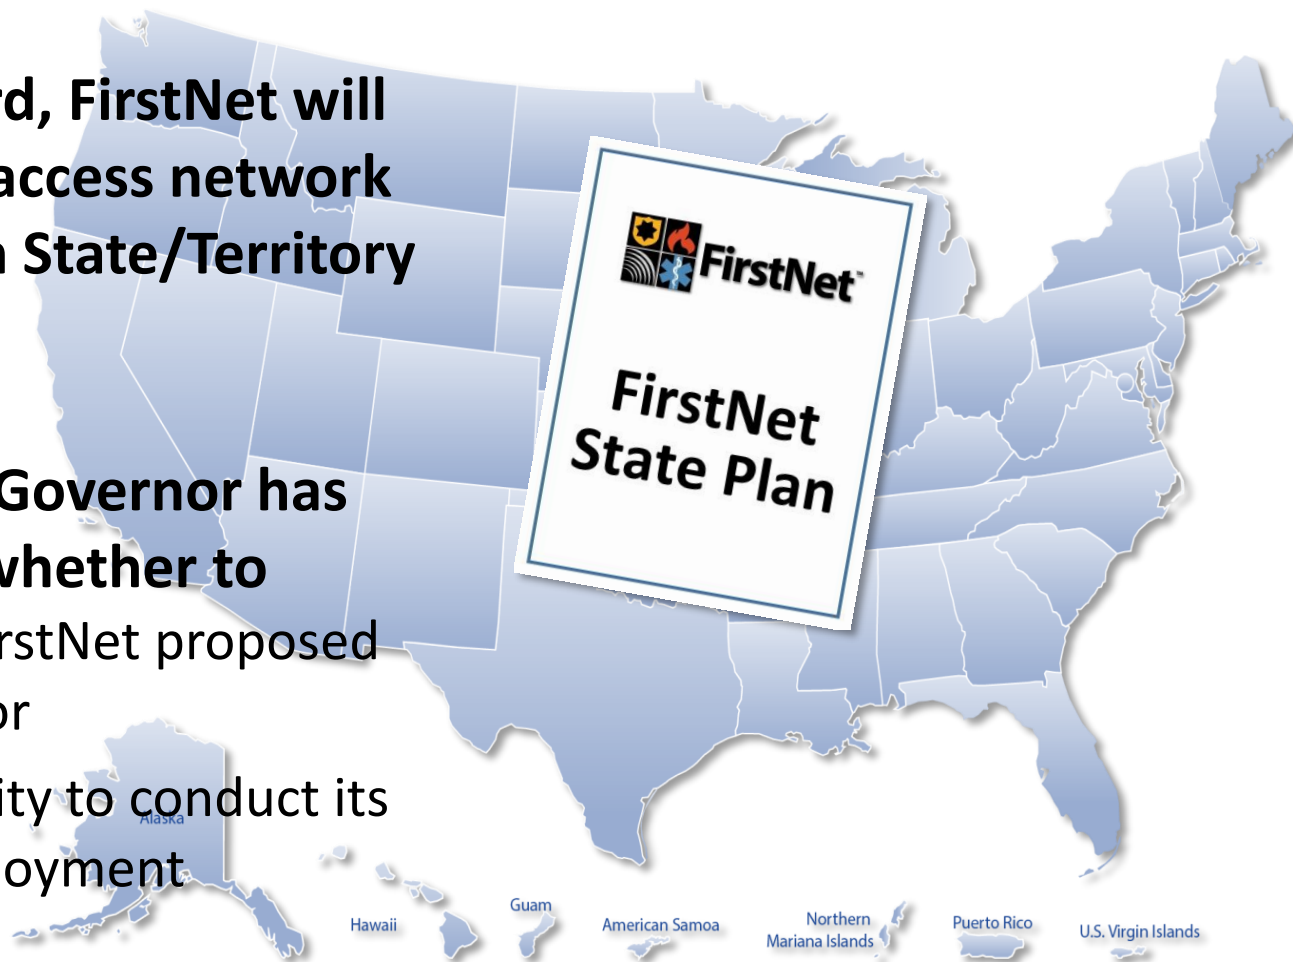 rd, FirstNet will
access network
State/Territory
Governor has
whether to
rstNet proposed
or
ity to conduct its
oyment
FirstNet™
FirstNet
State Plan
Alaska
Hawaii
Guam
American Samoa
Northern
Mariana Islands
Puerto Rico
U.S. Virgin Islands